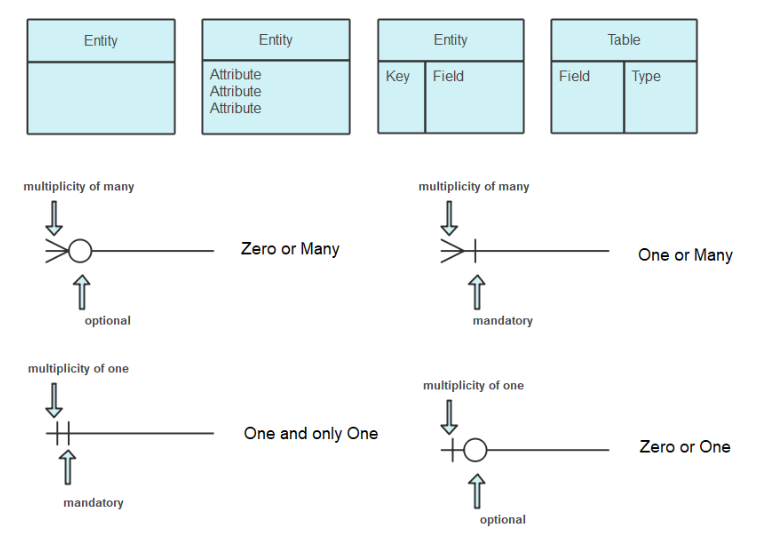 Entity
Entity
Entity
Table
Attribute
Attribute
Attribute
Key
Field
Field
Type
multiplicity of many
multiplicity of many
Zero or Many
One or Many
optional
mandatory
multiplicity of one
multiplicity of one
One and only One
Zero or One
mandatory
optional